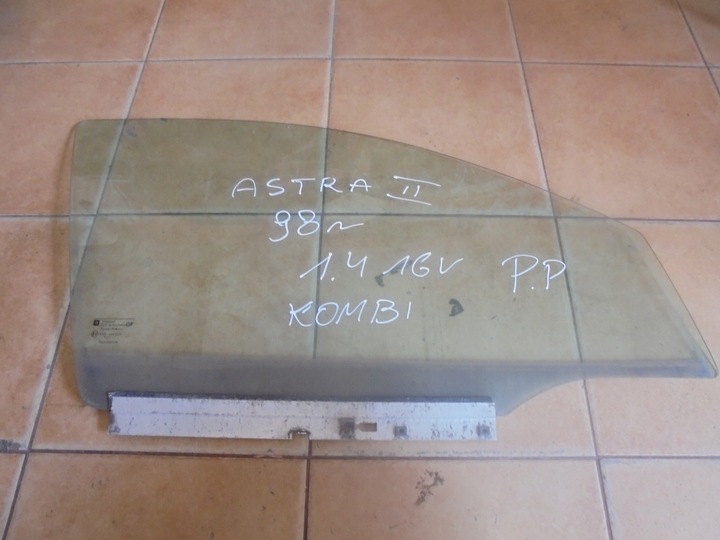 ASTRA II
98r
1.4 16V P.P
KOMBI